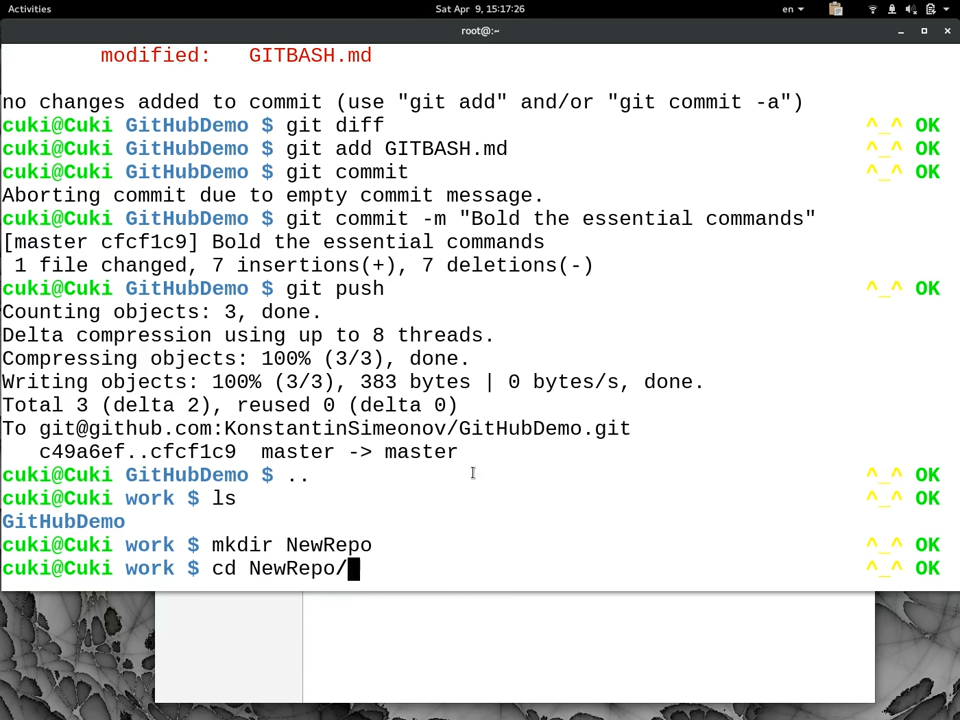 Activities
Sat Apr 9, 15:17:26
en
root@:~
modified: GITBASH.md
no changes added to commit (use "git add" and/or "git commit -a")
cuki@Cuki GitHubDemo $ git diff ^_^ OK
cuki@Cuki GitHubDemo $ git add GITBASH.md ^_^ OK
cuki@Cuki GitHubDemo $ git commit ^_^ OK
Aborting commit due to empty commit message.
cuki@Cuki GitHubDemo $ git commit -m "Bold the essential commands"
[master cfcf1c9] Bold the essential commands
1 file changed, 7 insertions(+), 7 deletions(-)
cuki@Cuki GitHubDemo $ git push ^_^ OK
Counting objects: 3, done.
Delta compression using up to 8 threads.
Compressing objects: 100% (3/3), done.
Writing objects: 100% (3/3), 383 bytes | 0 bytes/s, done.
Total 3 (delta 2), reused 0 (delta 0)
To git@github.com:KonstantinSimeonov/GitHubDemo.git
c49a6ef..cfcf1c9 master -> master
cuki@Cuki GitHubDemo $ .. ^_^ OK
cuki@Cuki work $ ls ^_^ OK
GitHubDemo
cuki@Cuki work $ mkdir NewRepo ^_^ OK
cuki@Cuki work $ cd NewRepo/ ^_^ OK